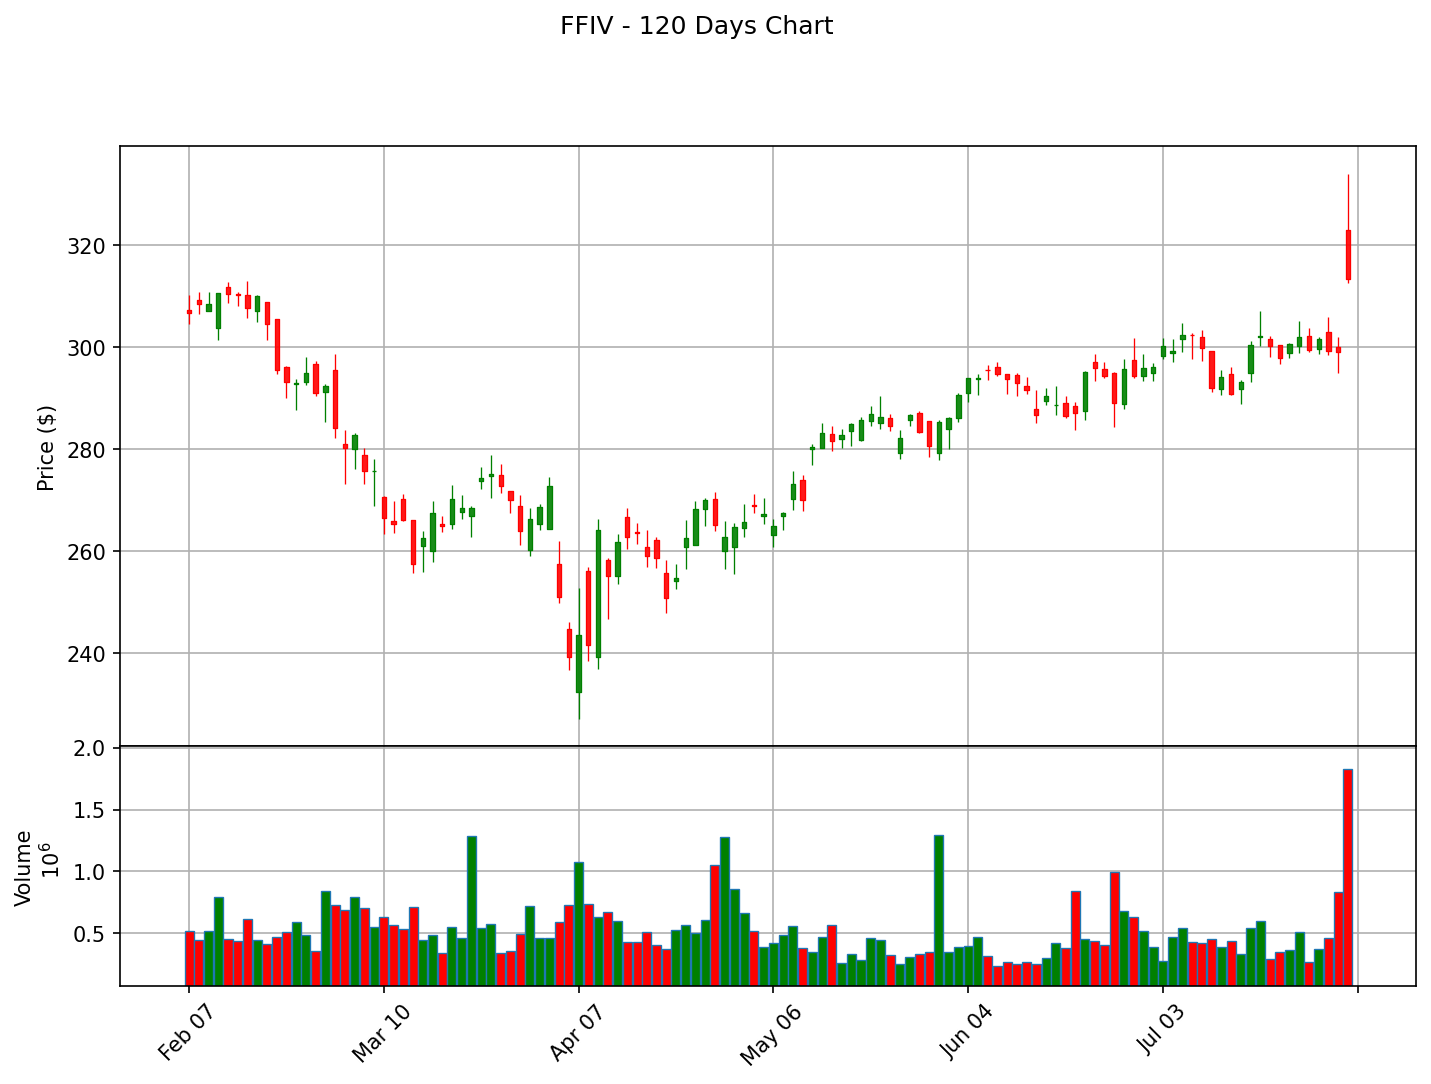 FFIV - 120 Days Chart
Price ($)
320
300
280
260
240
Volume
10^6
2.0
1.5
1.0
0.5
Feb 07
Mar 10
Apr 07
May 06
Jun 04
Jul 03